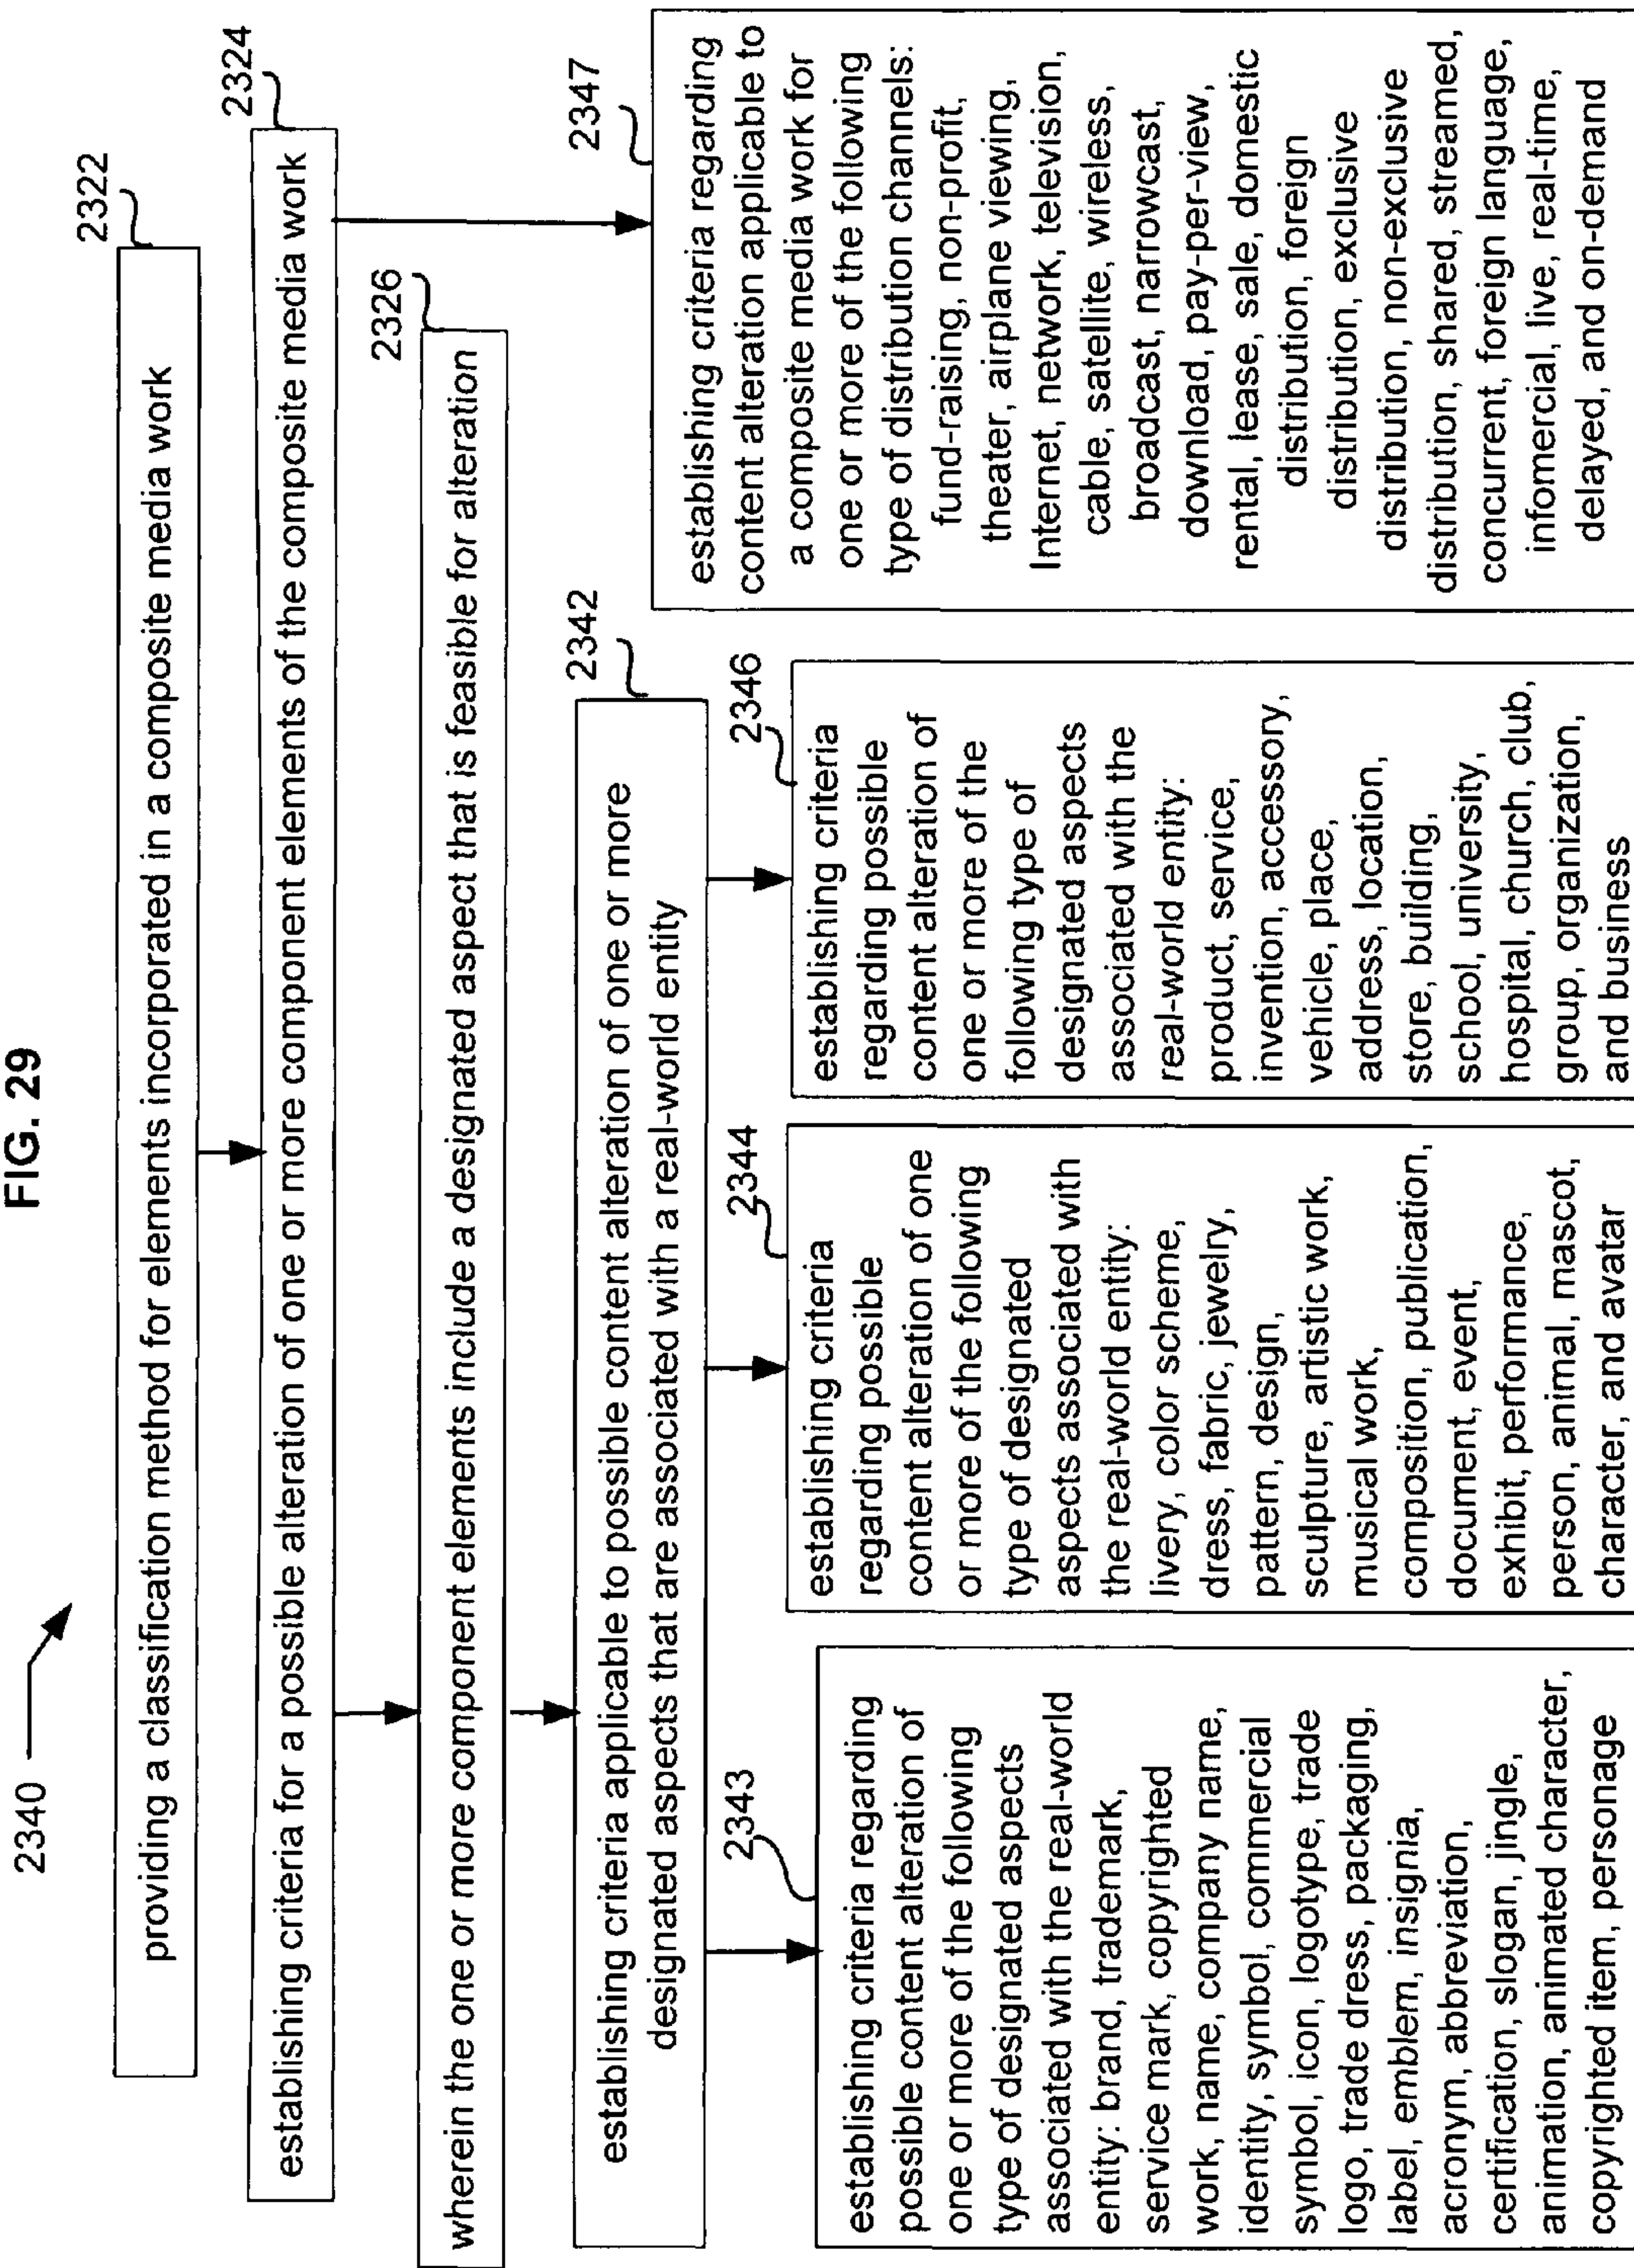 FIG. 29
2340
2322
providing a classification method for elements incorporated in a composite media work
2324
establishing criteria for a possible alteration of one or more component elements of the composite media work
2326
wherein the one or more component elements include a designated aspect that is feasible for alteration
2342
establishing criteria applicable to possible content alteration of one or more
designated aspects that are associated with a real-world entity
2343
establishing criteria regarding
possible content alteration of
one or more of the following
type of designated aspects
associated with the real-world
entity: brand, trademark,
service mark, copyrighted
work, name, company name,
identity, symbol, commercial
symbol, icon, logotype, trade
logo, trade dress, packaging,
label, emblem, insignia,
acronym, abbreviation,
certification, slogan, jingle,
animation, animated character,
copyrighted item, personage
2344
establishing criteria
regarding possible
content alteration of one
or more of the following
type of designated
aspects associated with
the real-world entity:
livery, color scheme,
dress, fabric, jewelry,
pattern, design,
sculpture, artistic work,
musical work,
composition, publication,
document, event,
exhibit, performance,
person, animal, mascot,
character, and avatar
2346
establishing criteria
regarding possible
content alteration of
one or more of the
following type of
designated aspects
associated with the
real-world entity:
product, service,
invention, accessory,
vehicle, place,
address, location,
store, building,
school, university,
hospital, church, club,
group, organization,
and business
2347
establishing criteria regarding
content alteration applicable to
a composite media work for
one or more of the following
type of distribution channels:
fund-raising, non-profit,
theater, airplane viewing,
Internet, network, television,
cable, satellite, wireless,
broadcast, narrowcast,
download, pay-per-view,
rental, lease, sale, domestic
distribution, foreign
distribution, exclusive
distribution, non-exclusive
distribution, shared, streamed,
concurrent, foreign language,
infomercial, live, real-time,
delayed, and on-demand